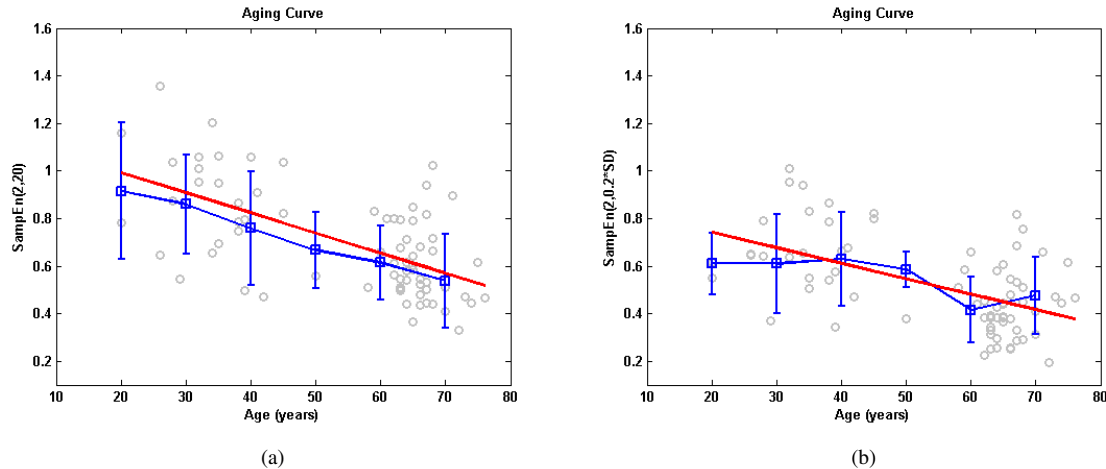 Aging Curve
1.6
1.4
1.2
1
0.8
0.6
0.4
0.2
SampEn(2,20)
10 20 30 40 50 60 70 80
Age (years)
(a)
Aging Curve
1.6
1.4
1.2
1
0.8
0.6
0.4
0.2
SampEn(2,0.2*SD)
10 20 30 40 50 60 70 80
Age (years)
(b)